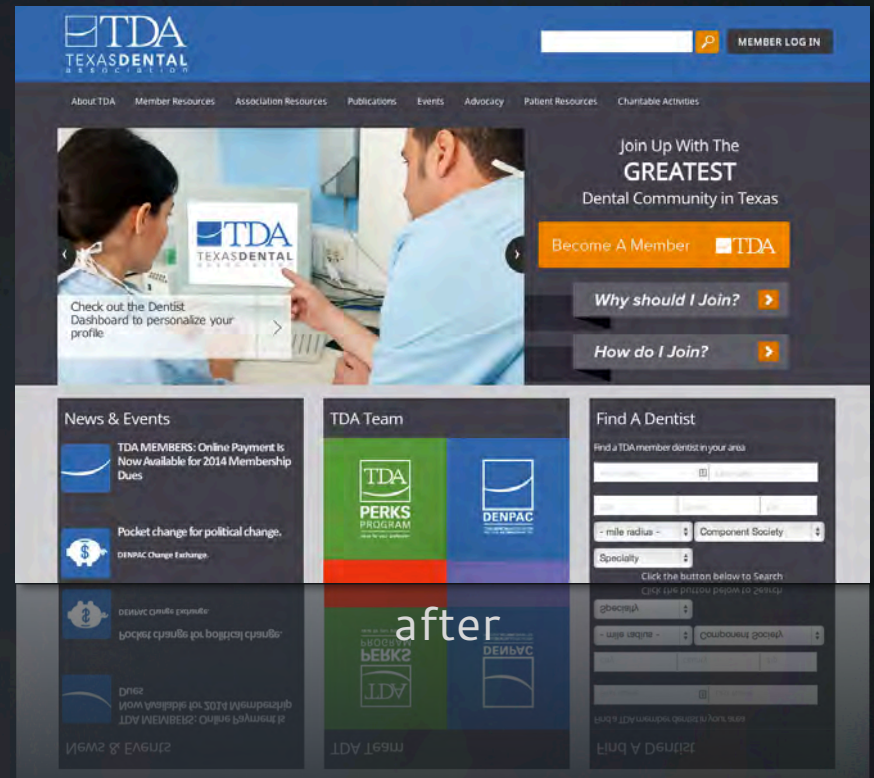 TDA
TEXASDENTAL
association
MEMBER LOG IN
About TDA Member Resources Association Resources Publications Events Advocacy Patient Resources Charitable Activities
TDA
TEXASDENTAL
association
Check out the Dentist
Dashboard to personalize your
profile
Join Up With The
GREATEST
Dental Community in Texas
Become A Member TDA
Why should I Join?
How do I Join?
News & Events
TDA MEMBERS: Online Payment Is
Now Available for 2014 Membership
Dues
Pocket change for political change.
DENPAC Change Exchange.
TDA Team
TDA
PERKS
PROGRAM
DENPAC
Find A Dentist
Find a TDA member dentist in your area
- mile radius - Component Society
Specialty
Click the button below to Search
after